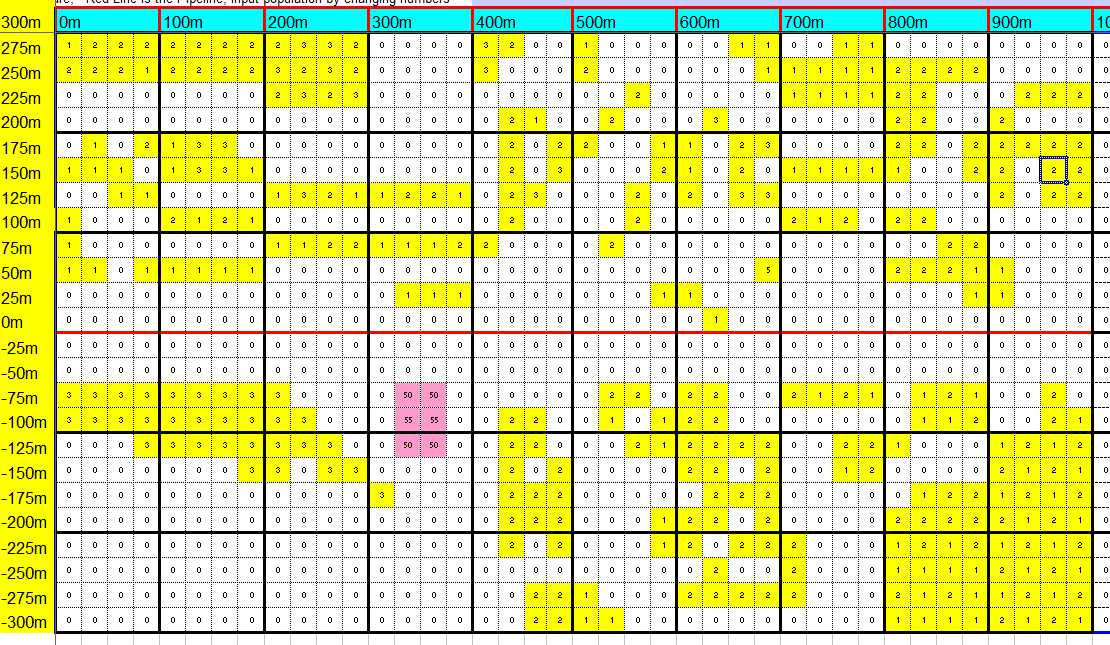 ire, Red Line is the Pipeline, input population by changing numbers
300m 0m 100m 200m 300m 400m 500m 600m 700m 800m 900m 10
275m 1 2 2 2 2 2 2 2 2 3 3 2 0 0 0 0 3 2 0 0 1 0 0 0 0 0 1 1 0 0 1 1 0 0 0 0 0 0 0 0 0
250m 2 2 2 1 2 2 2 2 3 2 3 2 0 0 0 0 3 0 0 0 2 0 0 0 0 0 0 1 1 1 1 1 2 2 2 2 0 0 0 0 0
225m 0 0 0 0 0 0 0 0 2 3 2 3 0 0 0 0 0 0 0 0 0 0 2 0 0 0 0 0 1 1 1 1 2 2 0 0 0 2 2 2 0
200m 0 0 0 0 0 0 0 0 0 0 0 0 0 0 0 0 0 2 1 0 0 2 0 0 0 3 0 0 0 0 0 0 2 2 0 0 2 0 0 0 0
175m 0 1 0 2 1 3 3 0 0 0 0 0 0 0 0 0 0 2 0 2 2 0 0 1 1 0 2 3 0 0 0 0 2 2 0 2 2 2 2 2 0
150m 1 1 1 0 1 3 3 1 0 0 0 0 0 0 0 0 0 2 0 3 0 0 0 2 1 0 2 0 1 1 1 1 1 0 0 2 2 0 2 2 0
125m 0 0 1 1 0 0 0 0 1 3 2 1 1 2 2 1 0 2 3 0 0 0 2 0 2 0 3 3 0 0 0 0 0 0 0 0 2 0 2 2 0
100m 1 0 0 0 2 1 2 1 0 0 0 0 0 0 0 0 0 2 0 0 0 0 2 0 0 0 0 0 2 1 2 0 2 2 0 0 0 0 0 0 0
75m 1 0 0 0 0 0 0 0 1 1 2 2 1 1 1 2 2 0 0 0 0 2 0 0 0 0 0 0 0 0 0 0 0 0 2 2 0 0 0 0 0
50m 1 1 0 1 1 1 1 1 0 0 0 0 0 0 0 0 0 0 0 0 0 0 0 0 0 0 0 5 0 0 0 0 2 2 2 1 1 0 0 0 0
25m 0 0 0 0 0 0 0 0 0 0 0 0 0 1 1 1 0 0 0 0 0 0 0 1 1 0 0 0 0 0 0 0 0 0 0 1 1 0 0 0 0
0m 0 0 0 0 0 0 0 0 0 0 0 0 0 0 0 0 0 0 0 0 0 0 0 0 0 1 0 0 0 0 0 0 0 0 0 0 0 0 0 0 0
-25m 0 0 0 0 0 0 0 0 0 0 0 0 0 0 0 0 0 0 0 0 0 0 0 0 0 0 0 0 0 0 0 0 0 0 0 0 0 0 0 0 0
-50m 0 0 0 0 0 0 0 0 0 0 0 0 0 0 0 0 0 0 0 0 0 0 0 0 0 0 0 0 0 0 0 0 0 0 0 0 0 0 0 0 0
-75m 3 3 3 3 3 3 3 3 3 0 0 0 0 50 50 0 0 0 0 0 0 2 2 0 2 2 0 0 2 1 2 1 0 1 2 1 0 0 2 0 0
-100m 3 3 3 3 3 3 3 3 3 3 0 0 0 55 55 0 0 2 2 0 0 1 0 1 2 2 0 0 0 0 0 0 0 1 1 2 0 0 2 1 0
-125m 0 0 0 3 3 3 3 3 3 3 3 0 0 50 50 0 0 2 2 0 0 0 2 1 2 2 2 2 0 0 2 2 1 0 0 0 1 2 1 2 0
-150m 0 0 0 0 0 0 0 3 3 0 3 3 0 0 0 0 0 2 0 2 0 0 0 0 2 2 0 2 0 0 1 2 0 0 0 0 2 1 2 1 0
-175m 0 0 0 0 0 0 0 0 0 0 0 0 3 0 0 0 0 2 2 2 0 0 0 0 0 2 2 2 0 0 0 0 0 1 2 2 1 2 1 2 0
-200m 0 0 0 0 0 0 0 0 0 0 0 0 0 0 0 0 0 2 2 2 0 0 0 1 2 2 0 2 0 0 0 0 2 2 2 2 2 1 2 1 0
-225m 0 0 0 0 0 0 0 0 0 0 0 0 0 0 0 0 0 2 0 2 0 0 0 1 2 0 2 2 2 0 0 0 1 2 1 2 1 2 1 2 0
-250m 0 0 0 0 0 0 0 0 0 0 0 0 0 0 0 0 0 0 0 0 0 0 0 0 0 2 0 0 2 0 0 0 1 1 1 1 2 1 2 1 0
-275m 0 0 0 0 0 0 0 0 0 0 0 0 0 0 0 0 0 0 2 2 1 0 0 0 2 2 2 2 2 0 0 0 2 1 2 1 1 2 1 2 0
-300m 0 0 0 0 0 0 0 0 0 0 0 0 0 0 0 0 0 0 2 2 1 1 0 0 0 0 0 0 0 0 0 0 1 1 1 1 2 1 2 1 0